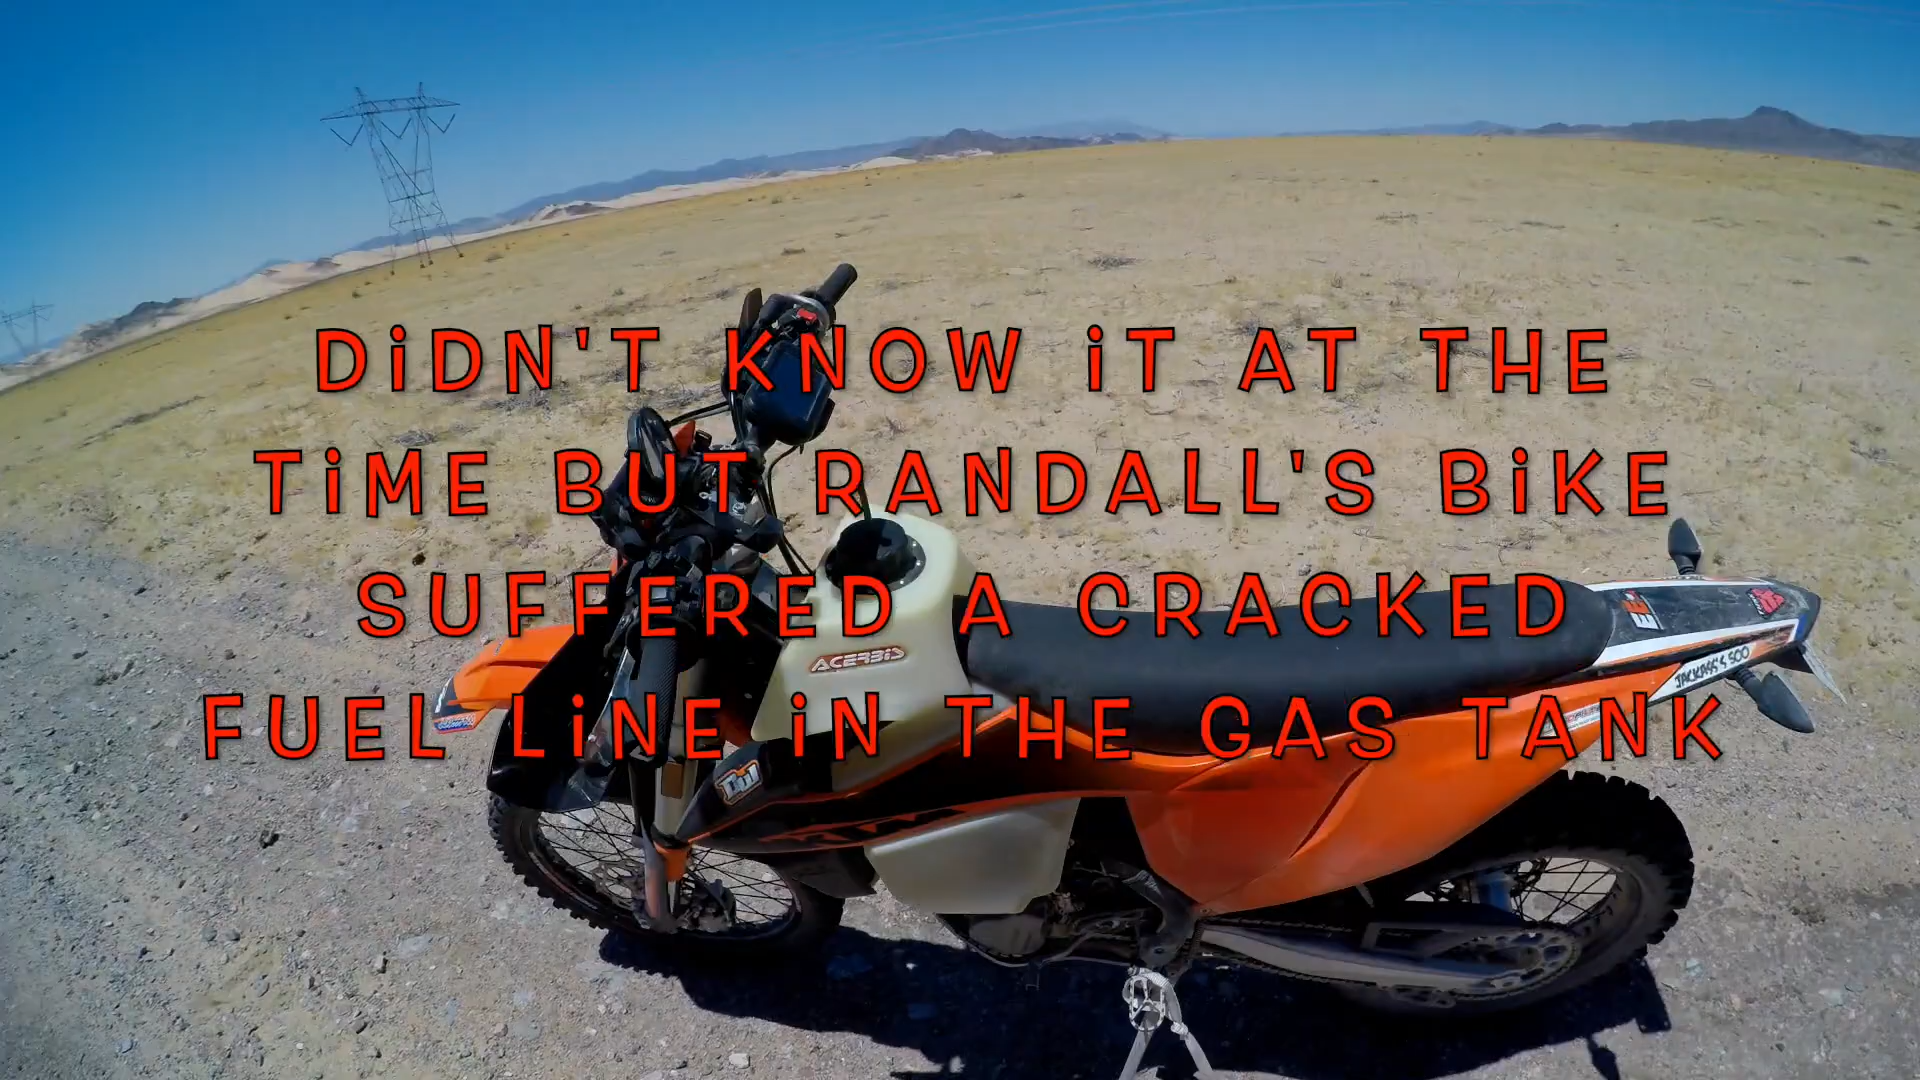 DiDN'T KNOW iT AT THE
TiME BUT RANDALL'S BiKE
SUFFERED A CRACKED
FUEL LiNE iN THE GAS TANK
ACERBiS
JACKASS'S 500
KTM